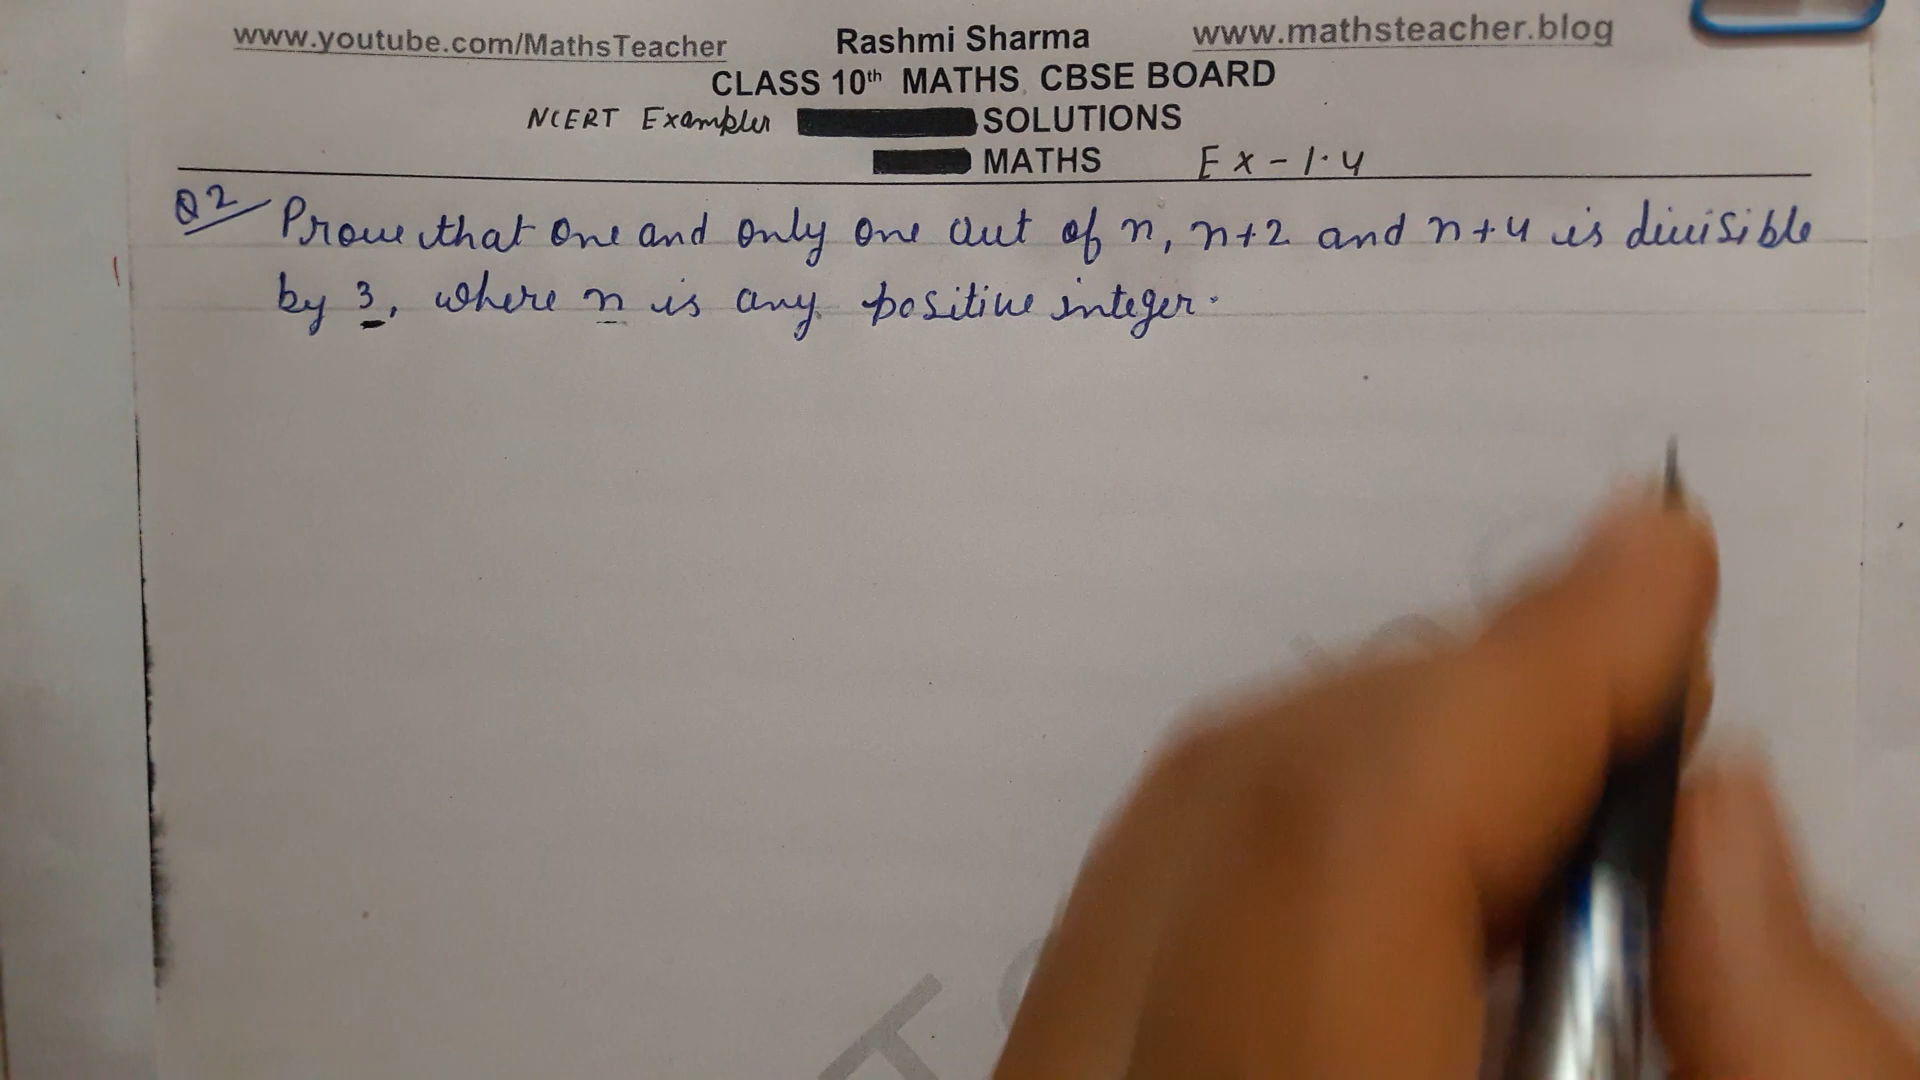 www.youtube.com/MathsTeacher Rashmi Sharma www.mathsteacher.blog
CLASS 10th MATHS CBSE BOARD
NCERT Exampler SOLUTIONS
MATHS Ex-1.4
Q2 Prove that one and only one out of n, n+2 and n+4 is divisible
by 3, where n is any positive integer.